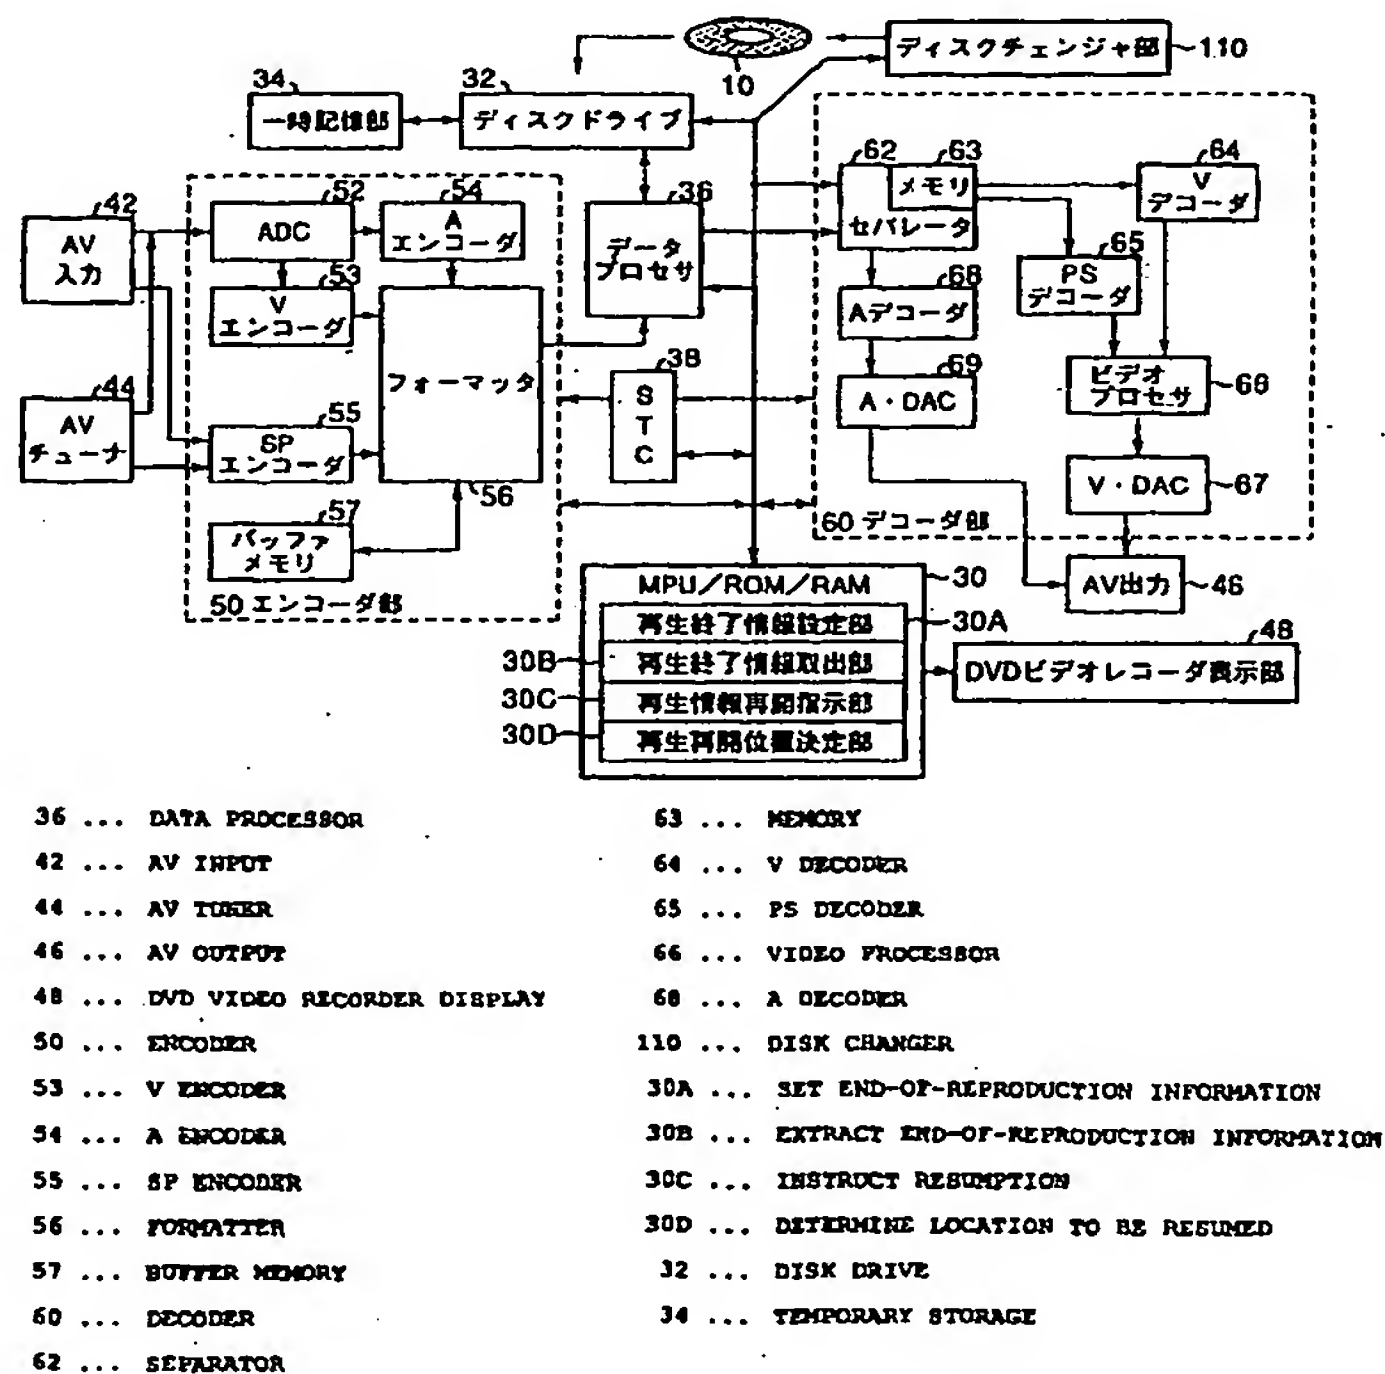 ディスクチェンジャ部
110
10
34
32
一時記憶部
ディスクドライブ
62
63
64
メモリ
V
デコーダ
セパレータ
42
AV
入力
52
ADC
54
A
エンコーダ
36
データ
プロセサ
65
PS
デコーダ
53
V
エンコーダ
68
Aデコーダ
フォーマッタ
38
S
T
C
69
A・DAC
ビデオ
プロセサ
66
44
AV
チューナ
55
SP
エンコーダ
56
V・DAC
67
57
バッファ
メモリ
60 デコーダ部
50 エンコーダ部
MPU/ROM/RAM
30
AV出力
46
再生終了情報設定部
30A
30B
再生終了情報取出部
30C
再生情報再開指示部
30D
再生再開位置決定部
48
DVDビデオレコーダ表示部
36 ... DATA PROCESSOR
42 ... AV INPUT
44 ... AV TUNER
46 ... AV OUTPUT
48 ... DVD VIDEO RECORDER DISPLAY
50 ... ENCODER
53 ... V ENCODER
54 ... A ENCODER
55 ... SP ENCODER
56 ... FORMATTER
57 ... BUFFER MEMORY
60 ... DECODER
62 ... SEPARATOR
63 ... MEMORY
64 ... V DECODER
65 ... PS DECODER
66 ... VIDEO PROCESSOR
68 ... A DECODER
110 ... DISK CHANGER
30A ... SET END-OF-REPRODUCTION INFORMATION
30B ... EXTRACT END-OF-REPRODUCTION INFORMATION
30C ... INSTRUCT RESUMPTION
30D ... DETERMINE LOCATION TO BE RESUMED
32 ... DISK DRIVE
34 ... TEMPORARY STORAGE